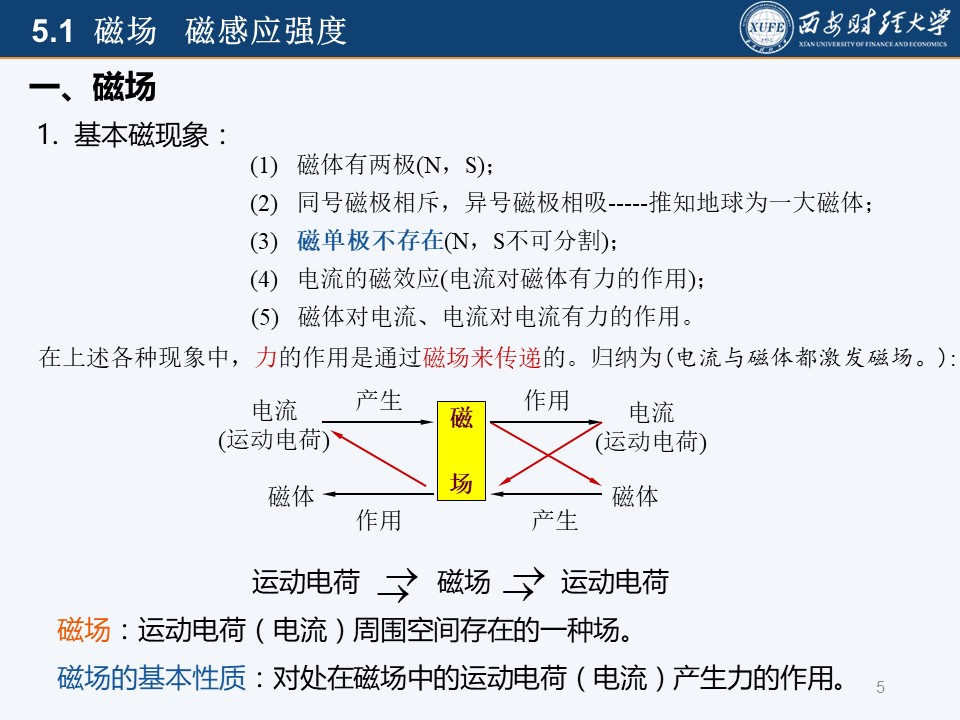 5.1 磁场 磁感应强度
XUFE
西安财经大学
XI'AN UNIVERSITY OF FINANCE AND ECONOMICS
一、磁场
1. 基本磁现象：
(1) 磁体有两极(N，S)；
(2) 同号磁极相斥，异号磁极相吸-----推知地球为一大磁体；
(3) 磁单极不存在(N，S不可分割)；
(4) 电流的磁效应(电流对磁体有力的作用)；
(5) 磁体对电流、电流对电流有力的作用。
在上述各种现象中，力的作用是通过磁场来传递的。归纳为(电流与磁体都激发磁场。):
电流
(运动电荷)
产生
磁
场
作用
电流
(运动电荷)
磁体
作用
产生
磁体
运动电荷 → → 磁场 → → 运动电荷
磁场：运动电荷（电流）周围空间存在的一种场。
磁场的基本性质：对处在磁场中的运动电荷（电流）产生力的作用。
5